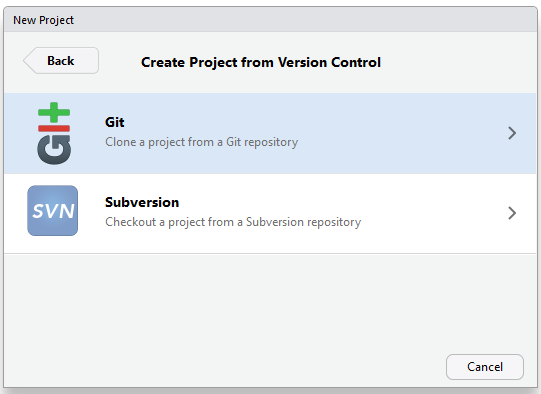 New Project
Back
Create Project from Version Control
git
Git
Clone a project from a Git repository
SVN
Subversion
Checkout a project from a Subversion repository
Cancel